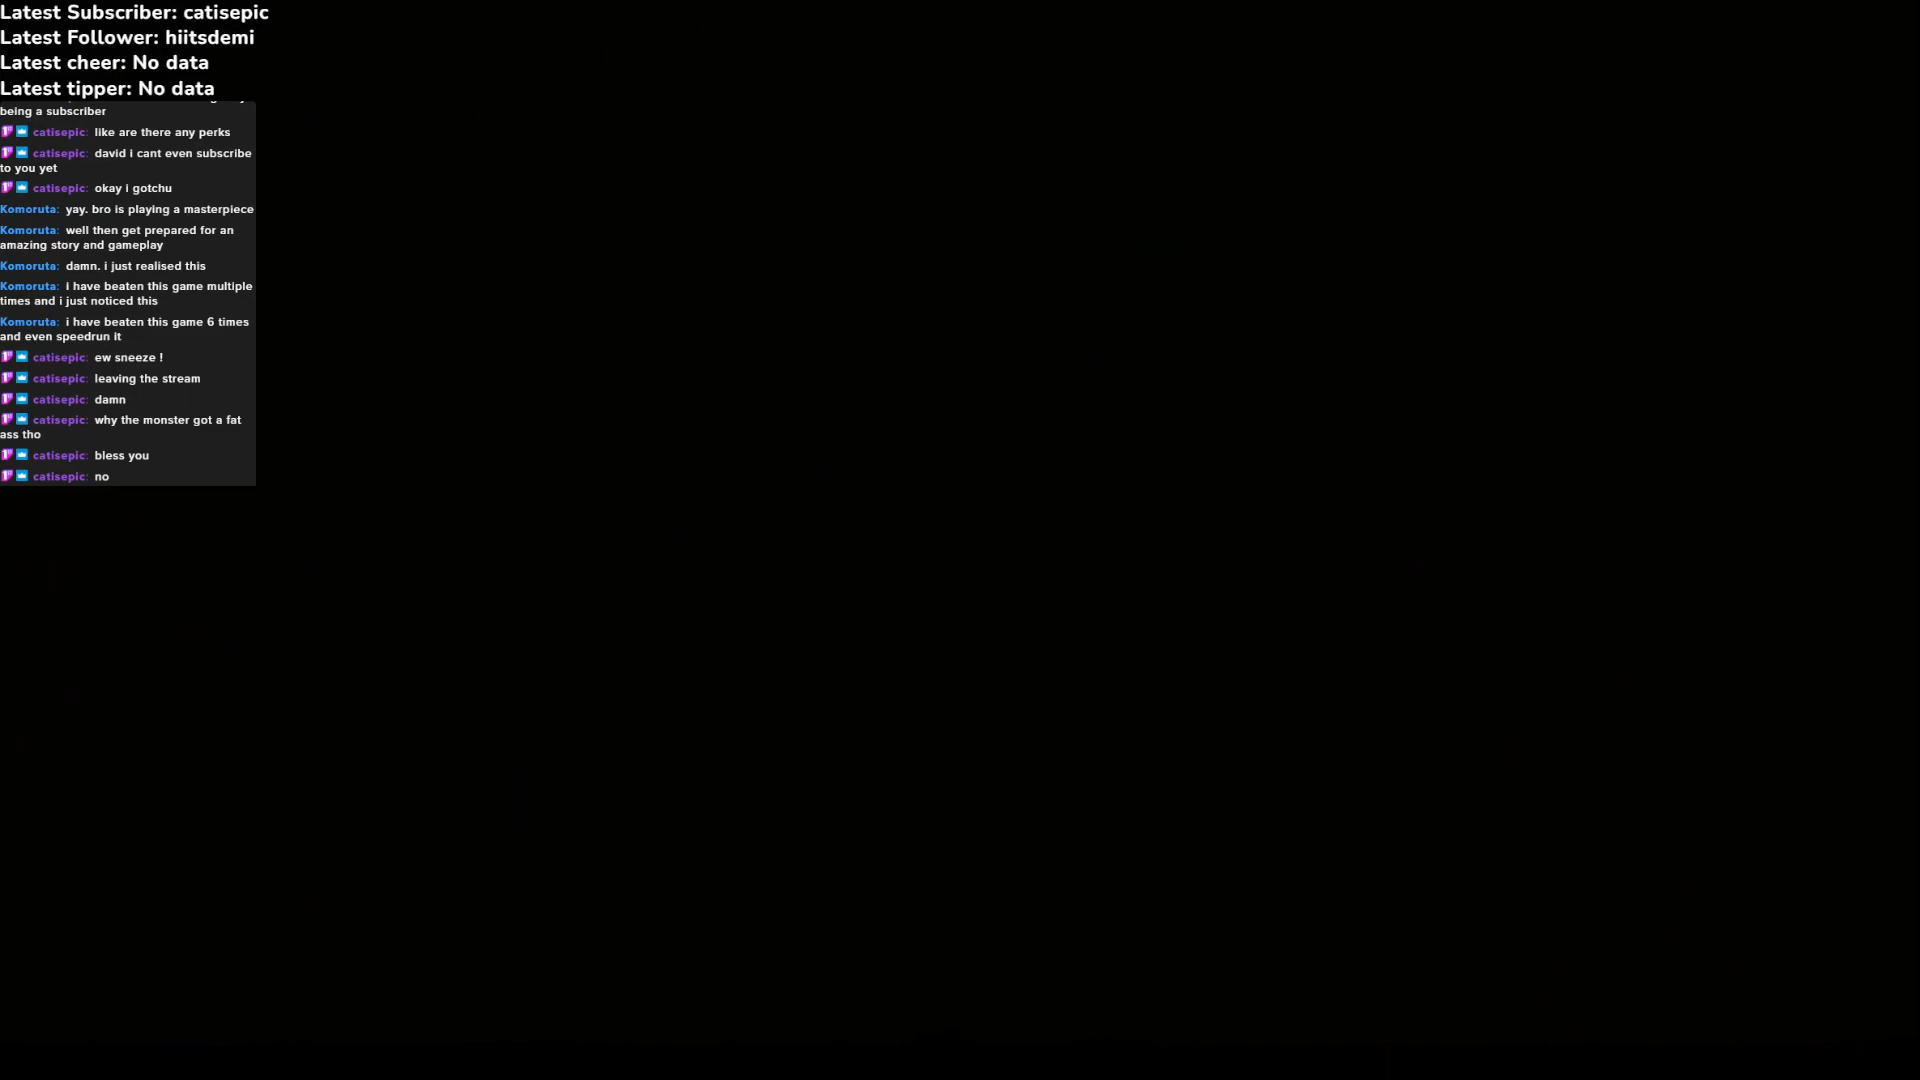 Latest Subscriber: catisepic
Latest Follower: hiitsdemi
Latest cheer: No data
Latest tipper: No data
being a subscriber
catisepic: like are there any perks
catisepic: david i cant even subscribe
to you yet
catisepic: okay i gotchu
Komoruta: yay. bro is playing a masterpiece
Komoruta: well then get prepared for an
amazing story and gameplay
Komoruta: damn. i just realised this
Komoruta: i have beaten this game multiple
times and i just noticed this
Komoruta: i have beaten this game 6 times
and even speedrun it
catisepic: ew sneeze !
catisepic: leaving the stream
catisepic: damn
catisepic: why the monster got a fat
ass tho
catisepic: bless you
catisepic: no